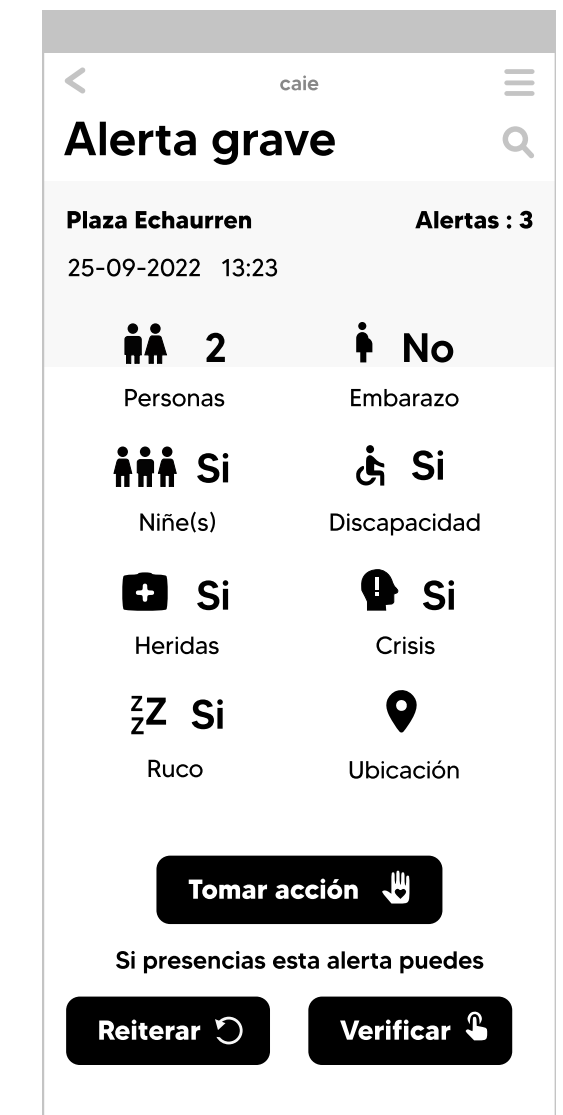 caie
Alerta grave
Plaza Echaurren Alertas : 3
25-09-2022 13:23
2 No
Personas Embarazo
Si Si
Niñe(s) Discapacidad
Si Si
Heridas Crisis
zzZ Si
Ruco Ubicación
Tomar acción
Si presencias esta alerta puedes
Reiterar Verificar